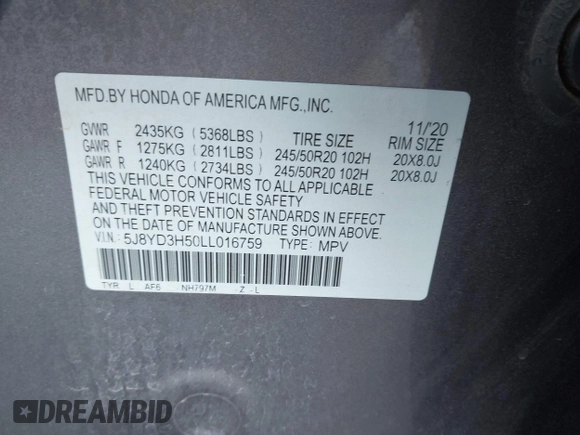 MFD.BY HONDA OF AMERICA MFG.,INC.
11/'20
GVWR 2435KG (5368LBS) TIRE SIZE RIM SIZE
GAWR F 1275KG (2811LBS) 245/50R20 102H 20X8.0J
GAWR R 1240KG (2734LBS) 245/50R20 102H 20X8.0J
THIS VEHICLE CONFORMS TO ALL APPLICABLE
FEDERAL MOTOR VEHICLE SAFETY
AND THEFT PREVENTION STANDARDS IN EFFECT
ON THE DATE OF MANUFACTURE SHOWN ABOVE.
V.I.N: 5J8YD3H50LL016759 TYPE: MPV
TYR L AF6 NH797M - Z - L
DREAMBID